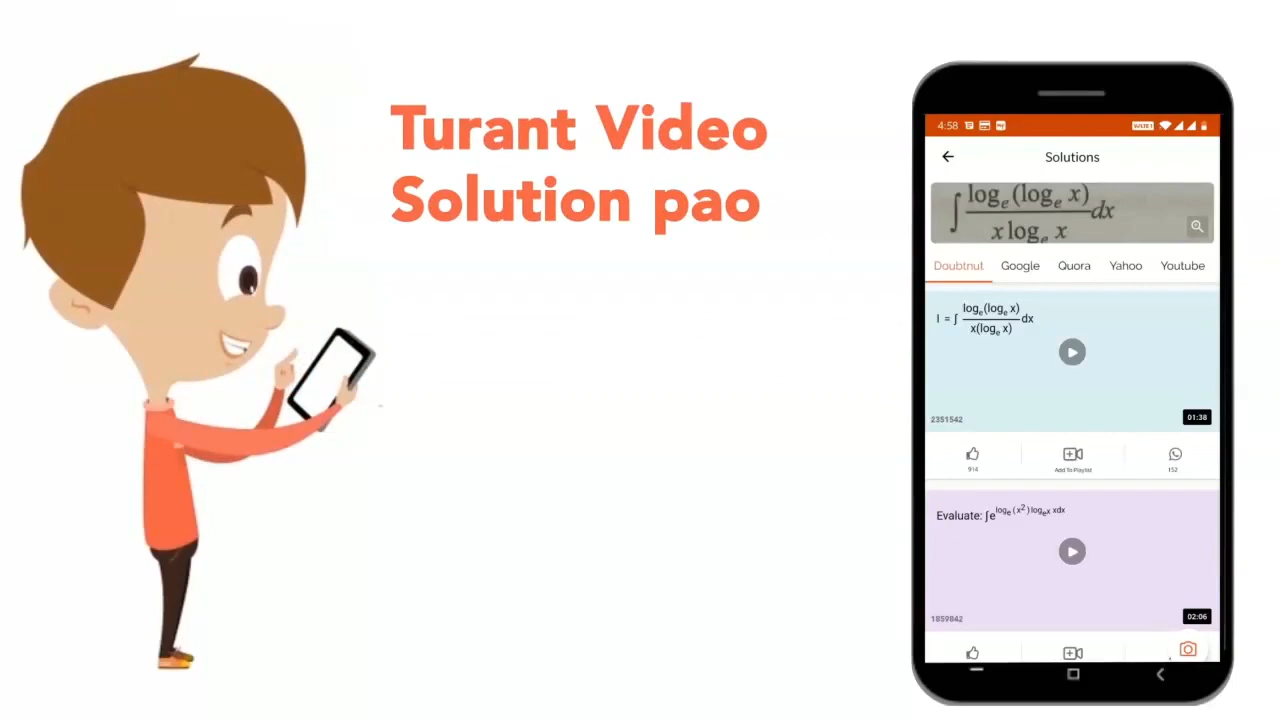 Turant Video
Solution pao
4:58
Solutions
∫ log_e (log_e x) / x log_e x dx
Doubtnut Google Quora Yahoo Youtube
I = ∫ log_e(log_e x) / x(log_e x) dx
2351542
01:38
914
Add To Playlist
152
Evaluate: ∫e^log_e (x^2) log_e x xdx
1859842
02:06